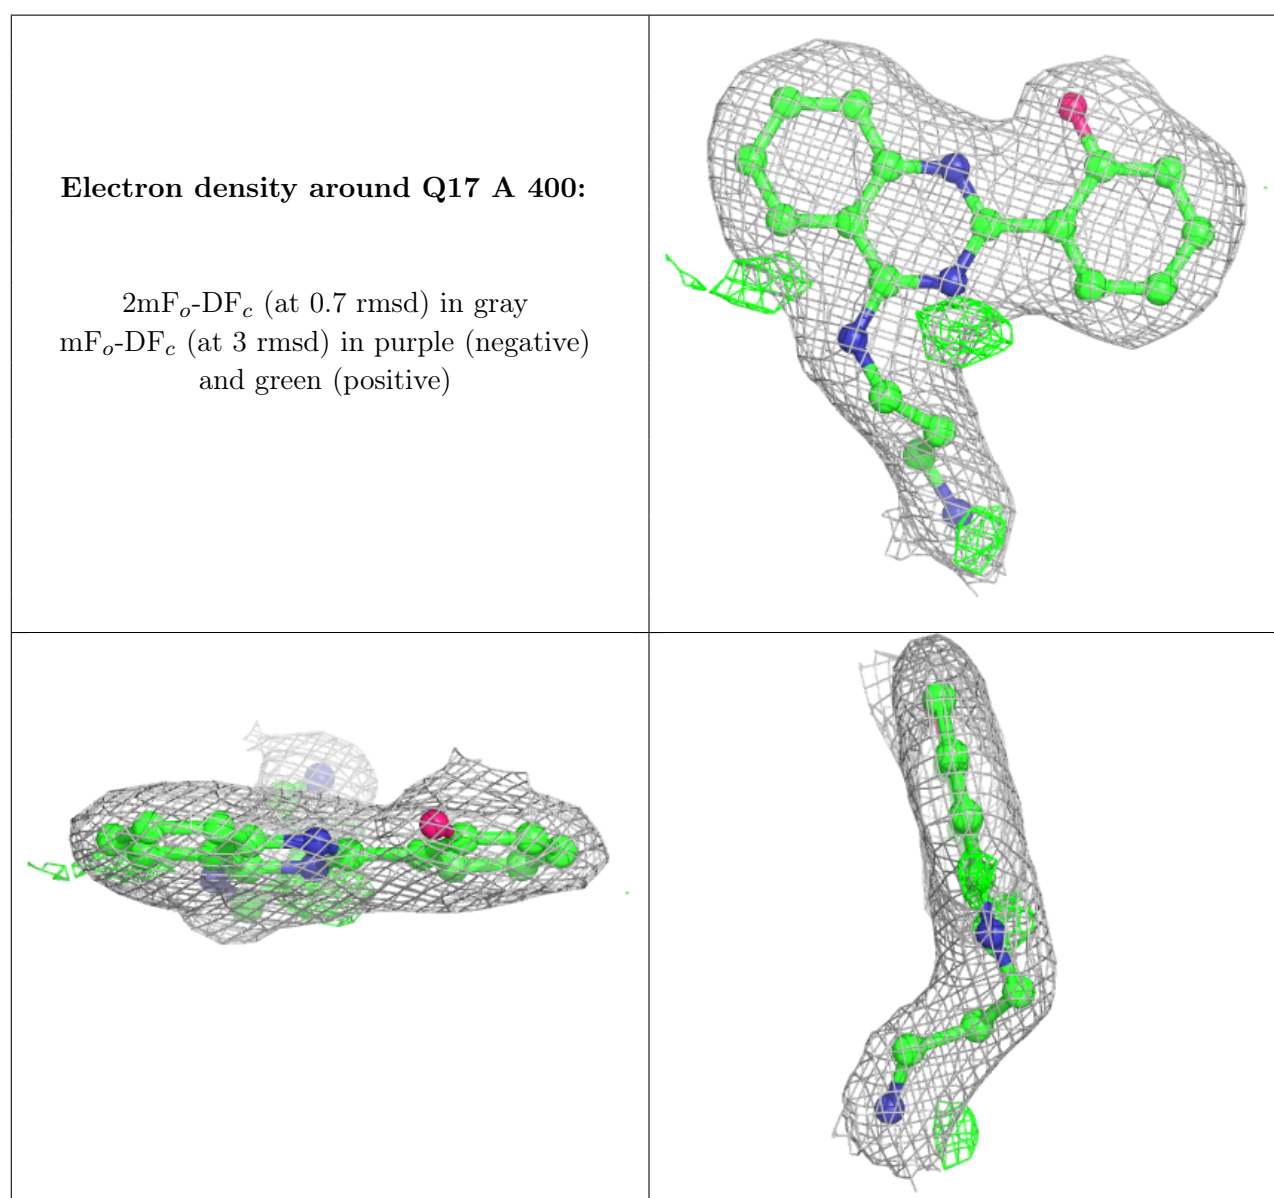 Electron density around Q17 A 400:
2mFo-DFc (at 0.7 rmsd) in gray
mFo-DFc (at 3 rmsd) in purple (negative)
and green (positive)